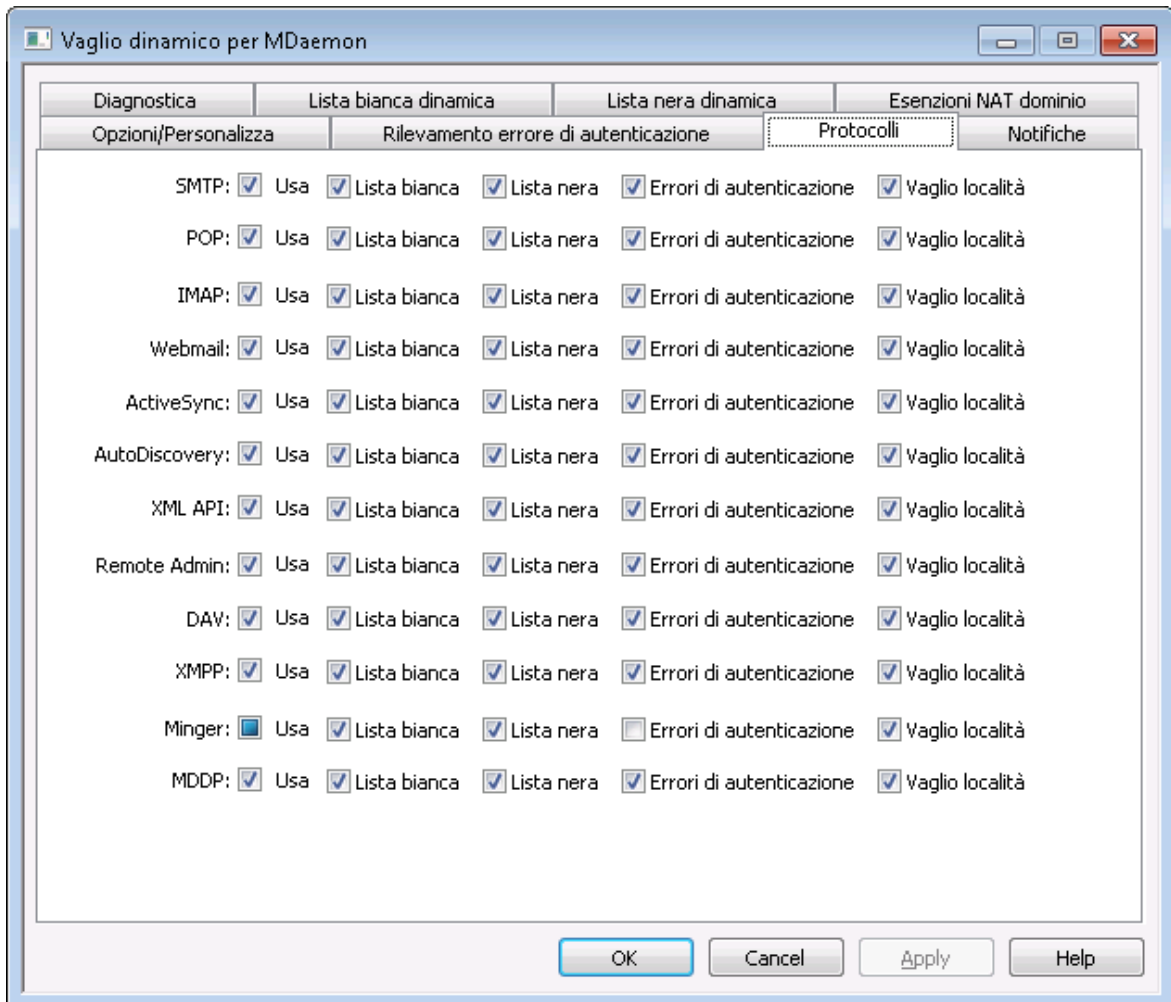 Vaglio dinamico per MDaemon
Diagnostica Lista bianca dinamica Lista nera dinamica Esenzioni NAT dominio
Opzioni/Personalizza Rilevamento errore di autenticazione Protocolli Notifiche
SMTP: Usa Lista bianca Lista nera Errori di autenticazione Vaglio località
POP: Usa Lista bianca Lista nera Errori di autenticazione Vaglio località
IMAP: Usa Lista bianca Lista nera Errori di autenticazione Vaglio località
Webmail: Usa Lista bianca Lista nera Errori di autenticazione Vaglio località
ActiveSync: Usa Lista bianca Lista nera Errori di autenticazione Vaglio località
AutoDiscovery: Usa Lista bianca Lista nera Errori di autenticazione Vaglio località
XML API: Usa Lista bianca Lista nera Errori di autenticazione Vaglio località
Remote Admin: Usa Lista bianca Lista nera Errori di autenticazione Vaglio località
DAV: Usa Lista bianca Lista nera Errori di autenticazione Vaglio località
XMPP: Usa Lista bianca Lista nera Errori di autenticazione Vaglio località
Minger: Usa Lista bianca Lista nera Errori di autenticazione Vaglio località
MDDP: Usa Lista bianca Lista nera Errori di autenticazione Vaglio località
OK Cancel Apply Help